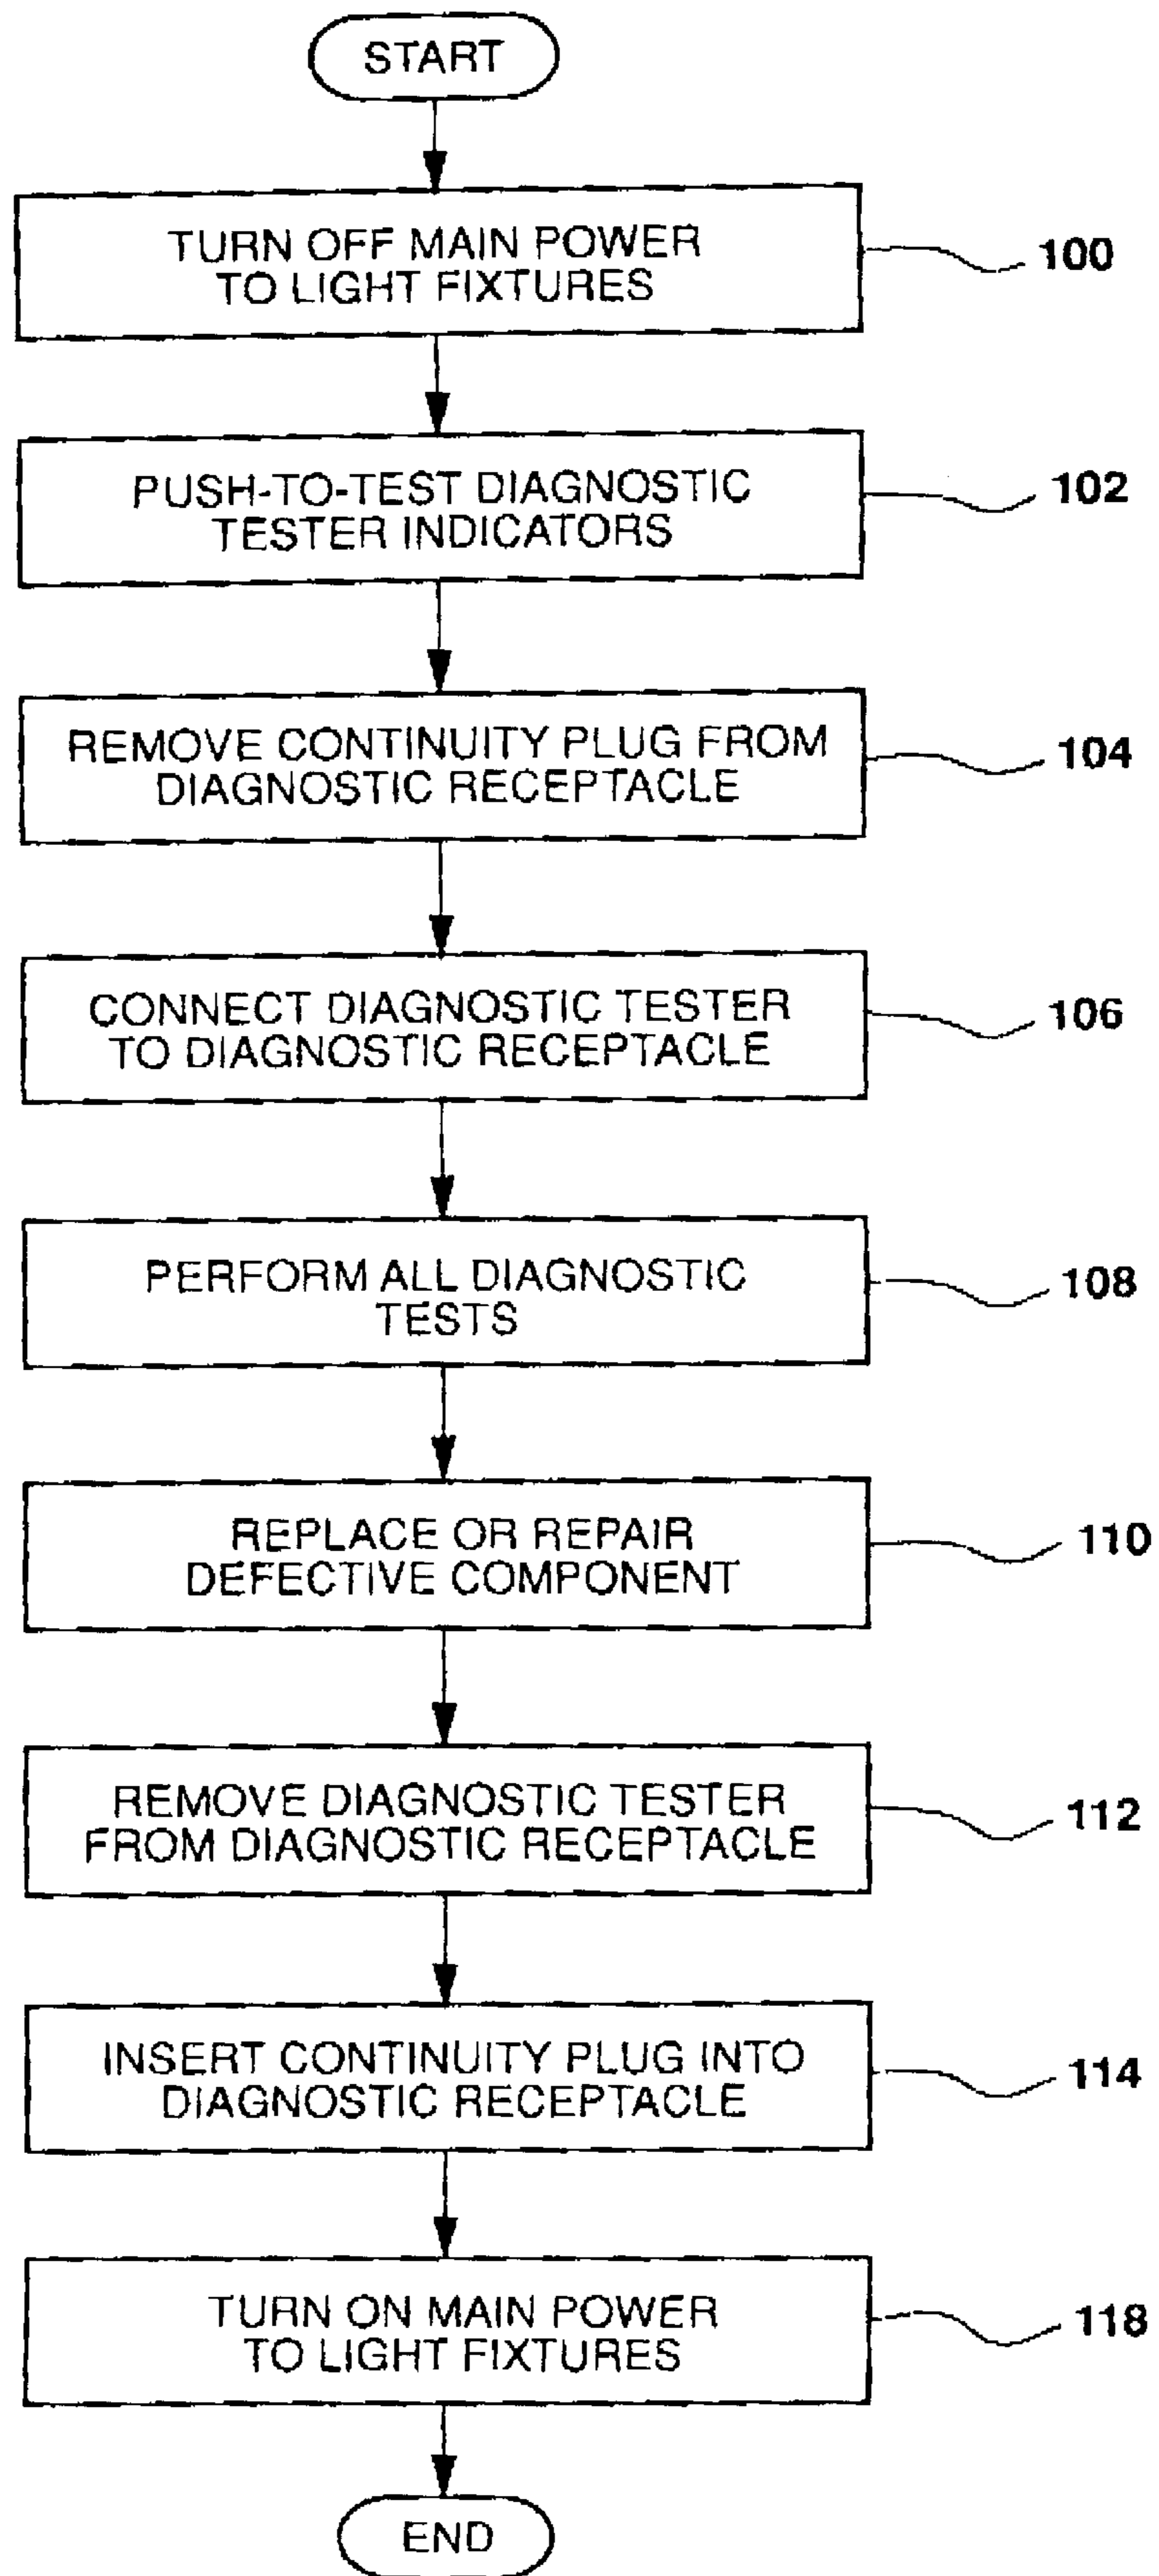 START
TURN OFF MAIN POWER
TO LIGHT FIXTURES
100
PUSH-TO-TEST DIAGNOSTIC
TESTER INDICATORS
102
REMOVE CONTINUITY PLUG FROM
DIAGNOSTIC RECEPTACLE
104
CONNECT DIAGNOSTIC TESTER
TO DIAGNOSTIC RECEPTACLE
106
PERFORM ALL DIAGNOSTIC
TESTS
108
REPLACE OR REPAIR
DEFECTIVE COMPONENT
110
REMOVE DIAGNOSTIC TESTER
FROM DIAGNOSTIC RECEPTACLE
112
INSERT CONTINUITY PLUG INTO
DIAGNOSTIC RECEPTACLE
114
TURN ON MAIN POWER
TO LIGHT FIXTURES
118
END